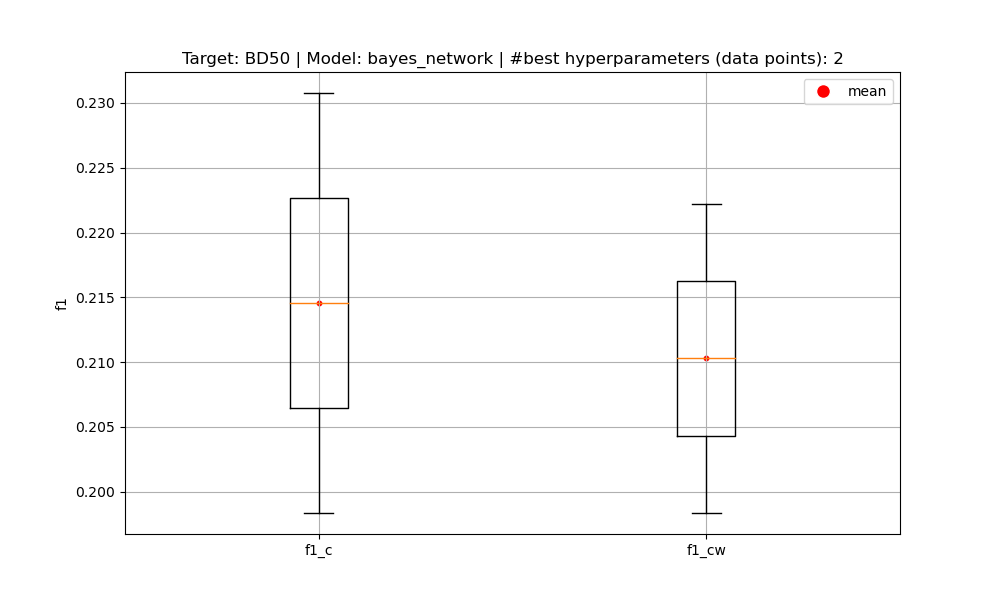 Target: BD50 | Model: bayes_network | #best hyperparameters (data points): 2
mean
f1
0.230
0.225
0.220
0.215
0.210
0.205
0.200
f1_c
f1_cw